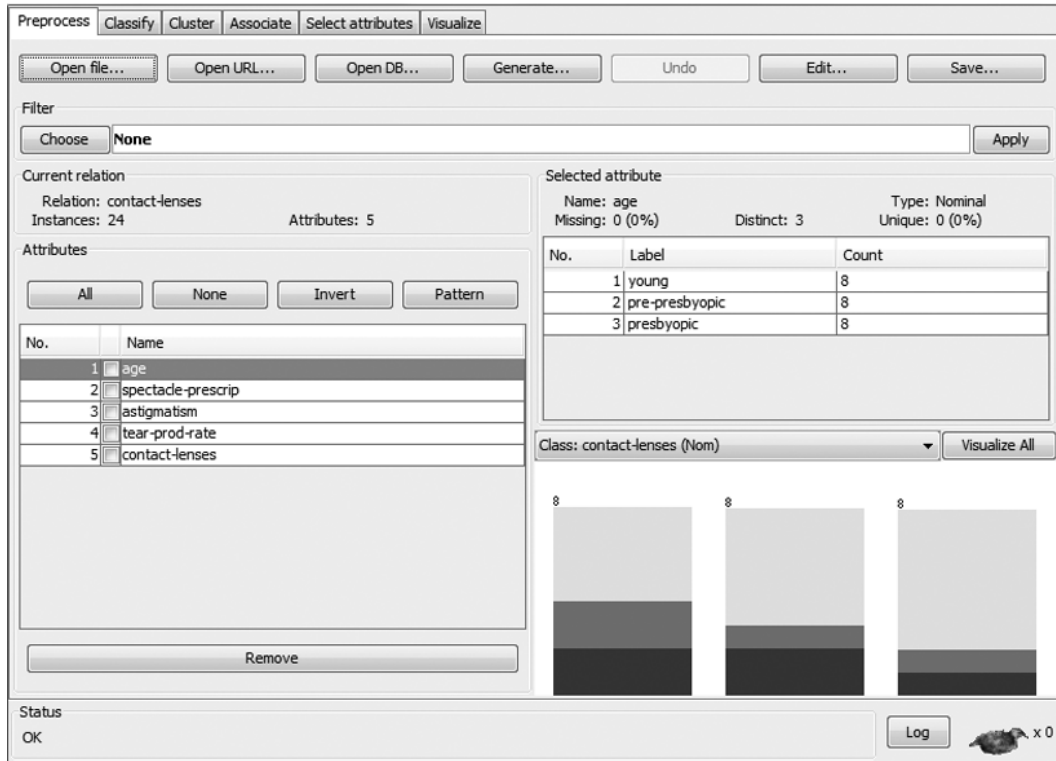 Preprocess Classify Cluster Associate Select attributes Visualize
Open file... Open URL... Open DB... Generate... Undo Edit... Save...
Filter
Choose None Apply
Current relation
Relation: contact-lenses
Instances: 24 Attributes: 5
Attributes
All None Invert Pattern
No. Name
1 age
2 spectacle-prescrip
3 astigmatism
4 tear-prod-rate
5 contact-lenses
Remove
Selected attribute
Name: age Type: Nominal
Missing: 0 (0%) Distinct: 3 Unique: 0 (0%)
No. Label Count
1 young 8
2 pre-presbyopic 8
3 presbyopic 8
Class: contact-lenses (Nom) Visualize All
8 8 8
Status
OK
Log x 0